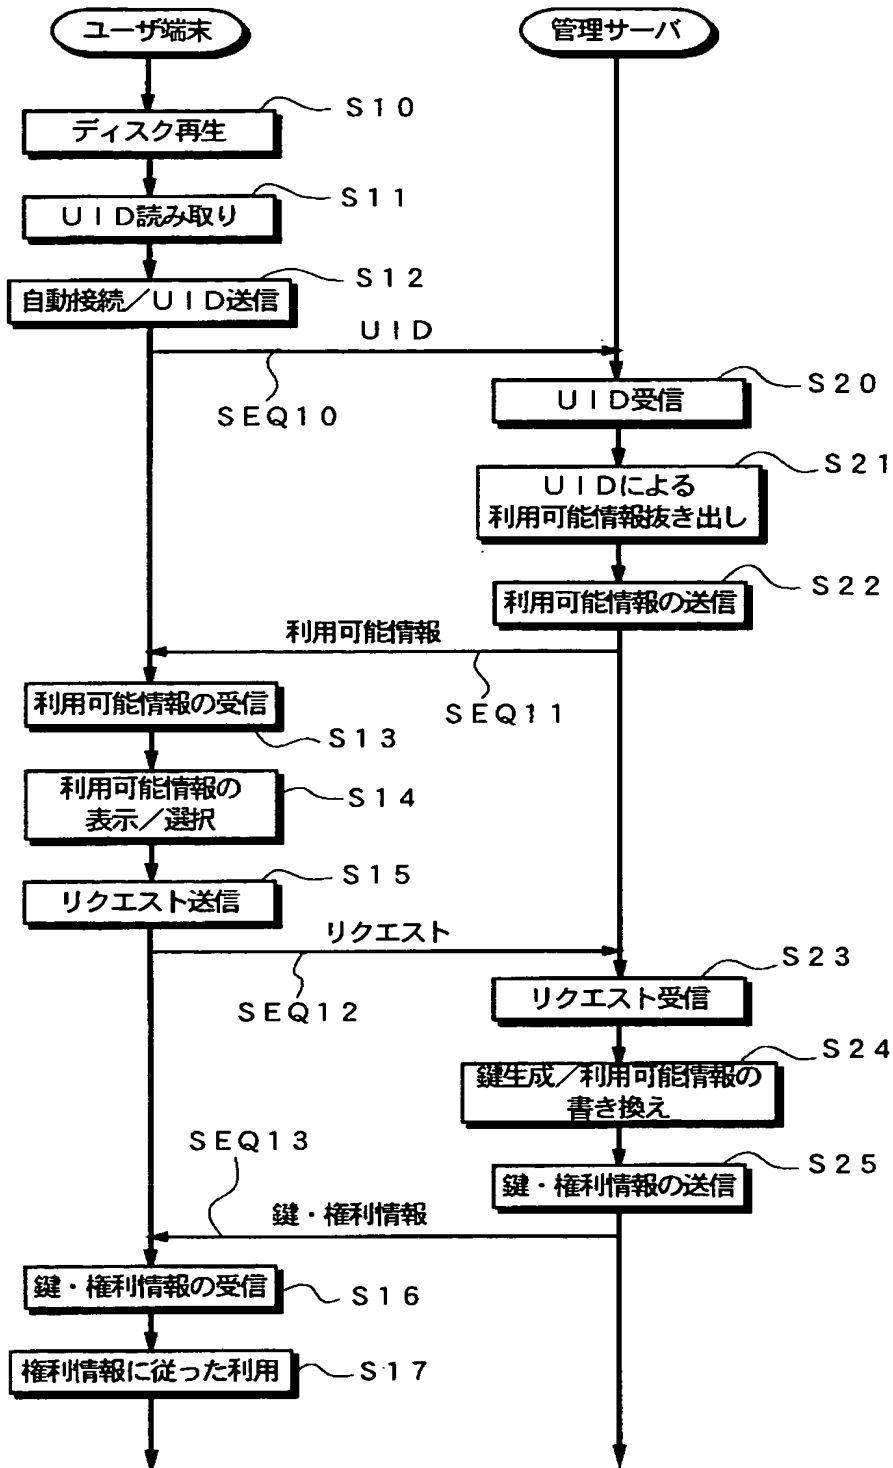 ユーザ端末
管理サーバ
S10
ディスク再生
S11
UID読み取り
S12
自動接続/UID送信
UID
SEQ10
S20
UID受信
S21
UIDによる
利用可能情報抜き出し
S22
利用可能情報の送信
利用可能情報
SEQ11
利用可能情報の受信
S13
利用可能情報の
表示/選択
S14
S15
リクエスト送信
リクエスト
SEQ12
S23
リクエスト受信
S24
鍵生成/利用可能情報の
書き換え
SEQ13
S25
鍵・権利情報の送信
鍵・権利情報
鍵・権利情報の受信
S16
権利情報に従った利用
S17